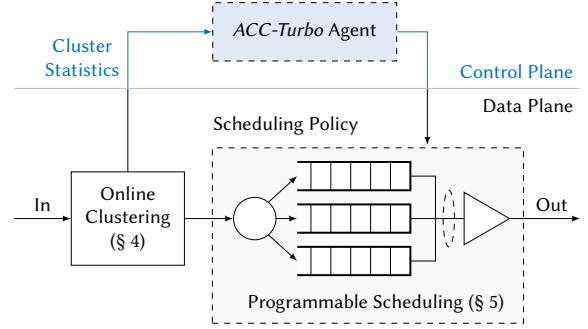 ACC-Turbo Agent
Cluster
Statistics
Control Plane
Data Plane
Scheduling Policy
In
Online
Clustering
(§ 4)
Out
Programmable Scheduling (§ 5)